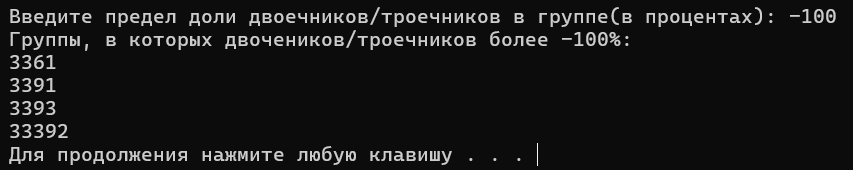 Введите предел доли двоечников/троечников в группе(в процентах): -100
Группы, в которых двочеников/троечников более -100%:
3361
3391
3393
33392
Для продолжения нажмите любую клавишу . . .